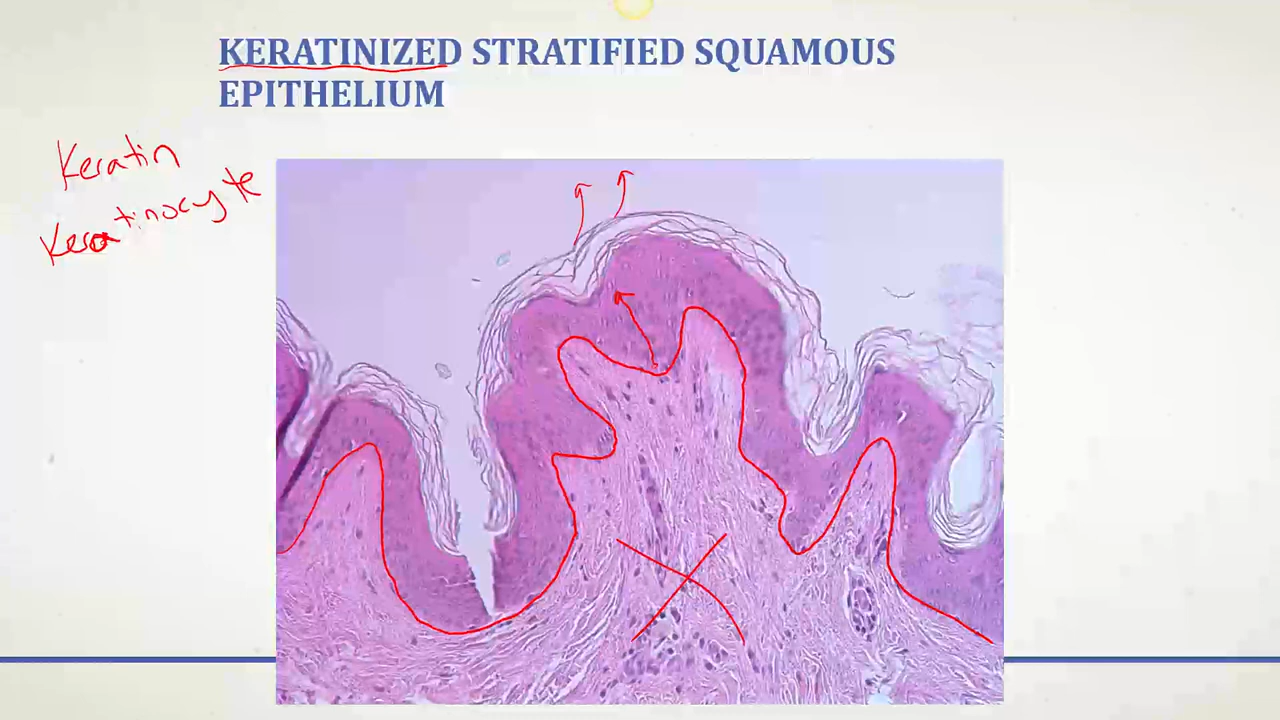 KERATINIZED STRATIFIED SQUAMOUS
EPITHELIUM
Keratin
Keratinocyte